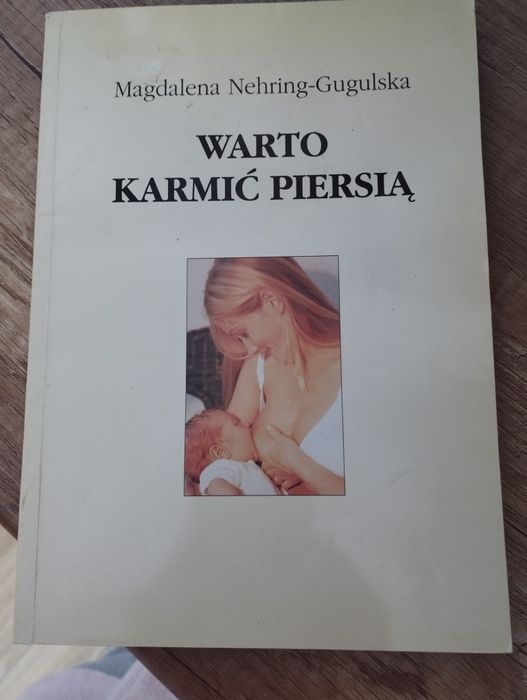 Magdalena Nehring-Gugulska
WARTO
KARMIĆ PIERSIĄ